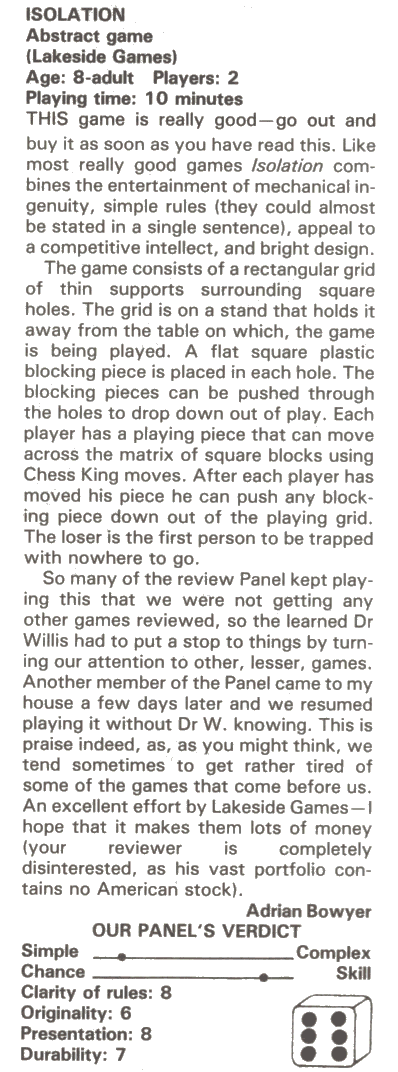 ISOLATION
Abstract game
(Lakeside Games)
Age: 8-adult Players: 2
Playing time: 10 minutes
THIS game is really good—go out and
buy it as soon as you have read this. Like
most really good games Isolation com-
bines the entertainment of mechanical in-
genuity, simple rules (they could almost
be stated in a single sentence), appeal to
a competitive intellect, and bright design.
The game consists of a rectangular grid
of thin supports surrounding square
holes. The grid is on a stand that holds it
away from the table on which, the game
is being played. A flat square plastic
blocking piece is placed in each hole. The
blocking pieces can be pushed through
the holes to drop down out of play. Each
player has a playing piece that can move
across the matrix of square blocks using
Chess King moves. After each player has
moved his piece he can push any block-
ing piece down out of the playing grid.
The loser is the first person to be trapped
with nowhere to go.
So many of the review Panel kept play-
ing this that we were not getting any
other games reviewed, so the learned Dr
Willis had to put a stop to things by turn-
ing our attention to other, lesser, games.
Another member of the Panel came to my
house a few days later and we resumed
playing it without Dr W. knowing. This is
praise indeed, as, as you might think, we
tend sometimes to get rather tired of
some of the games that come before us.
An excellent effort by Lakeside Games—I
hope that it makes them lots of money
(your reviewer is completely
disinterested, as his vast portfolio con-
tains no American stock).
Adrian Bowyer
OUR PANEL'S VERDICT
Simple Complex
Chance Skill
Clarity of rules: 8
Originality: 6
Presentation: 8
Durability: 7